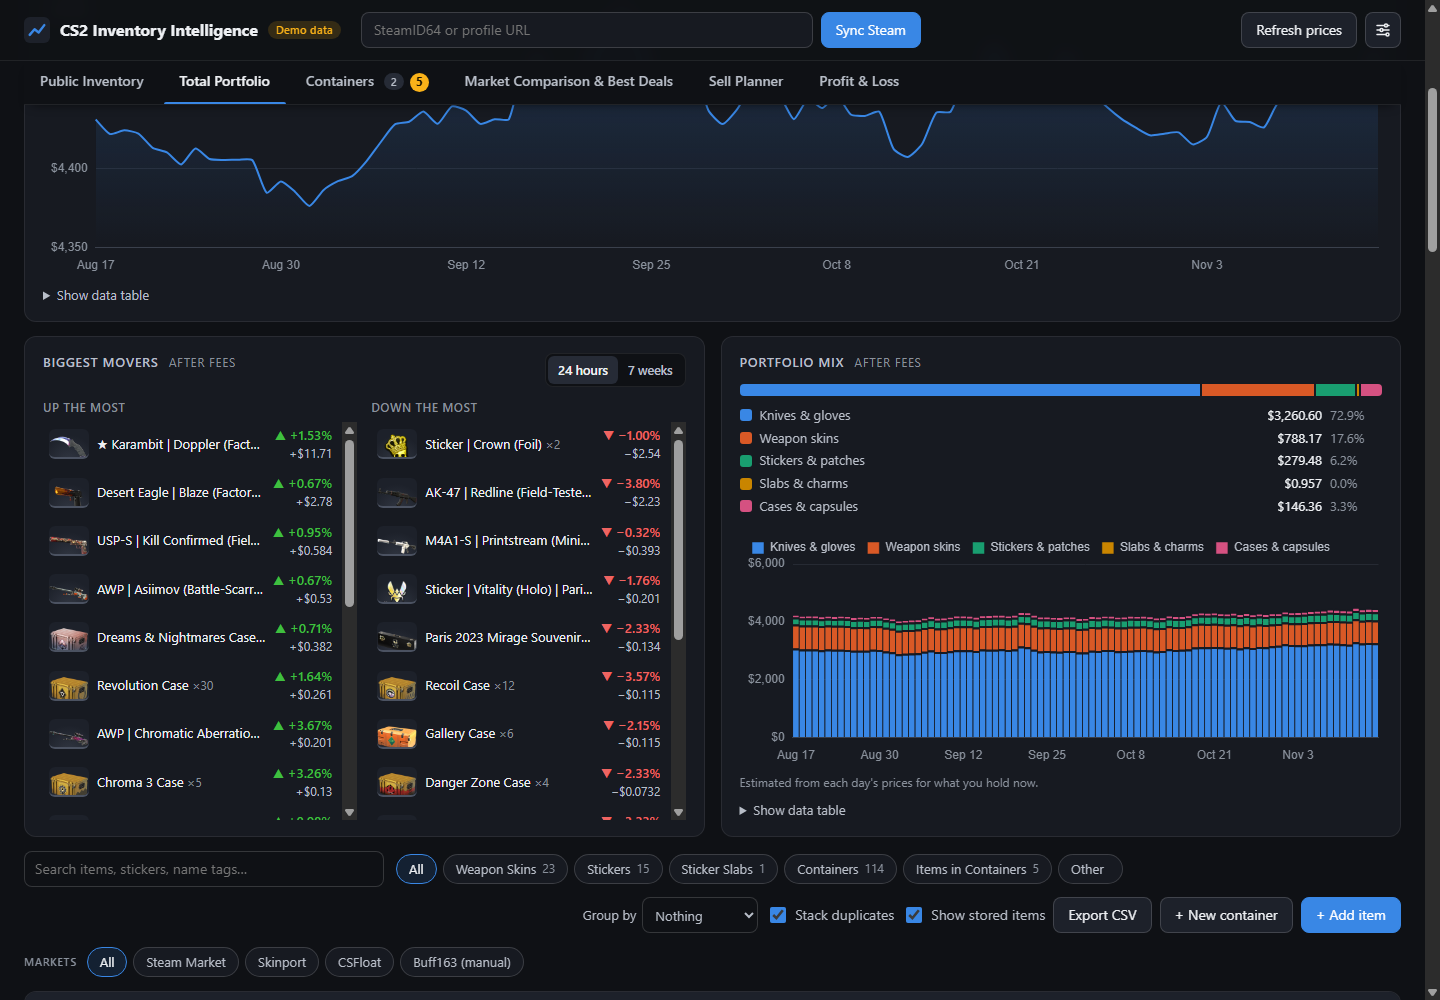 CS2 Inventory Intelligence
Demo data
SteamID64 or profile URL
Sync Steam
Refresh prices
Public Inventory
Total Portfolio
Containers 2 5
Market Comparison & Best Deals
Sell Planner
Profit & Loss
$4,400
$4,350
Aug 17
Aug 30
Sep 12
Sep 25
Oct 8
Oct 21
Nov 3
Show data table
BIGGEST MOVERS AFTER FEES
24 hours
7 weeks
UP THE MOST
★ Karambit | Doppler (Fact...
+1.53%
+$11.71
Desert Eagle | Blaze (Factor...
+0.67%
+$2.78
USP-S | Kill Confirmed (Fiel...
+0.95%
+$0.584
AWP | Asiimov (Battle-Scarr...
+0.67%
+$0.53
Dreams & Nightmares Case...
+0.71%
+$0.382
Revolution Case ×30
+1.64%
+$0.261
AWP | Chromatic Aberratio...
+3.67%
+$0.201
Chroma 3 Case ×5
+3.26%
+$0.13
DOWN THE MOST
Sticker | Crown (Foil) ×2
−1.00%
−$2.54
AK-47 | Redline (Field-Teste...
−3.80%
−$2.23
M4A1-S | Printstream (Mini...
−0.32%
−$0.393
Sticker | Vitality (Holo) | Pari...
−1.76%
−$0.201
Paris 2023 Mirage Souvenir...
−2.33%
−$0.134
Recoil Case ×12
−3.57%
−$0.115
Gallery Case ×6
−2.15%
−$0.115
Danger Zone Case ×4
−2.33%
−$0.0732
PORTFOLIO MIX AFTER FEES
Knives & gloves $3,260.60 72.9%
Weapon skins $788.17 17.6%
Stickers & patches $279.48 6.2%
Slabs & charms $0.957 0.0%
Cases & capsules $146.36 3.3%
Knives & gloves
Weapon skins
Stickers & patches
Slabs & charms
Cases & capsules
$6,000
$4,000
$2,000
$0
Aug 17
Aug 30
Sep 12
Sep 25
Oct 8
Oct 21
Nov 3
Estimated from each day's prices for what you hold now.
Show data table
Search items, stickers, name tags...
All
Weapon Skins 23
Stickers 15
Sticker Slabs 1
Containers 114
Items in Containers 5
Other
Group by
Nothing
Stack duplicates
Show stored items
Export CSV
+ New container
+ Add item
MARKETS
All
Steam Market
Skinport
CSFloat
Buff163 (manual)